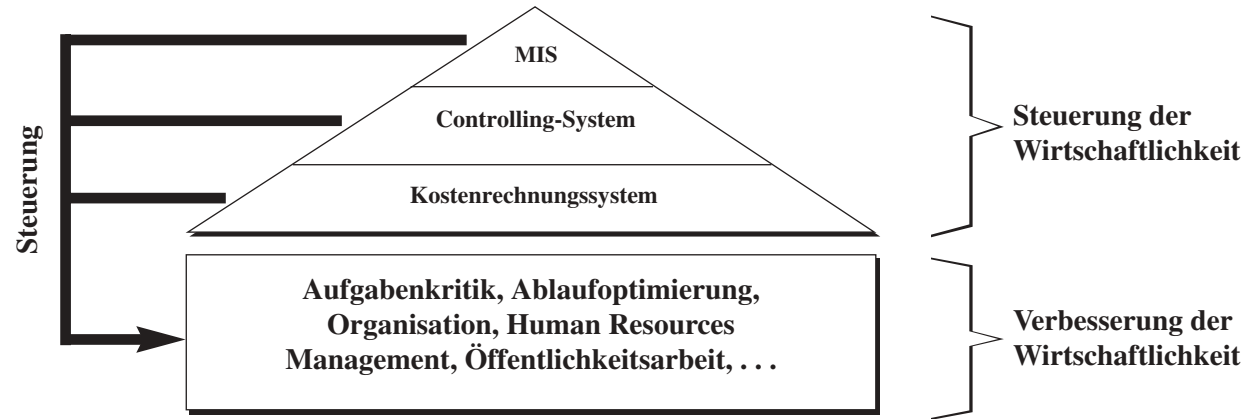 MIS
Controlling-System
Kostenrechnungssystem
Steuerung
Steuerung der
Wirtschaftlichkeit
Aufgabenkritik, Ablaufoptimierung,
Organisation, Human Resources
Management, Öffentlichkeitsarbeit, . . .
Verbesserung der
Wirtschaftlichkeit